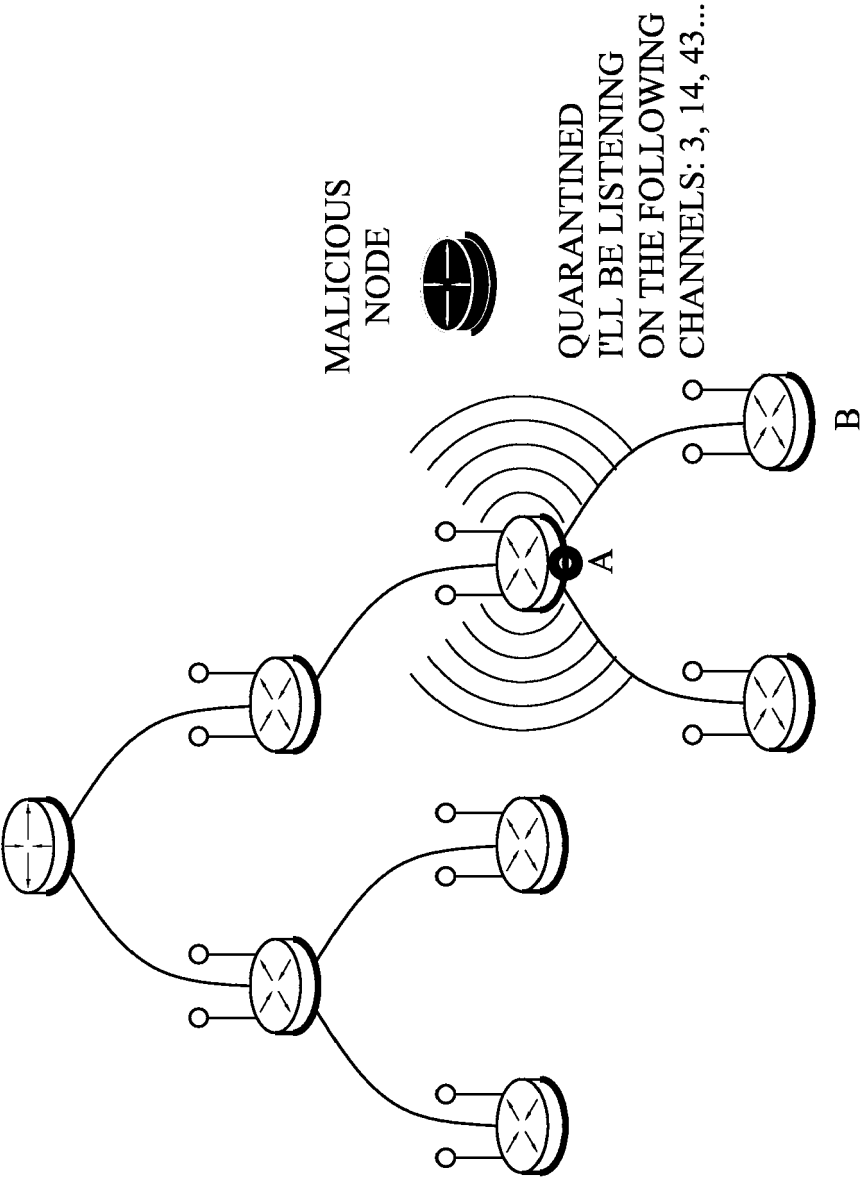 MALICIOUS
NODE
QUARANTINED
I'LL BE LISTENING
ON THE FOLLOWING
CHANNELS: 3, 14, 43...
A
B